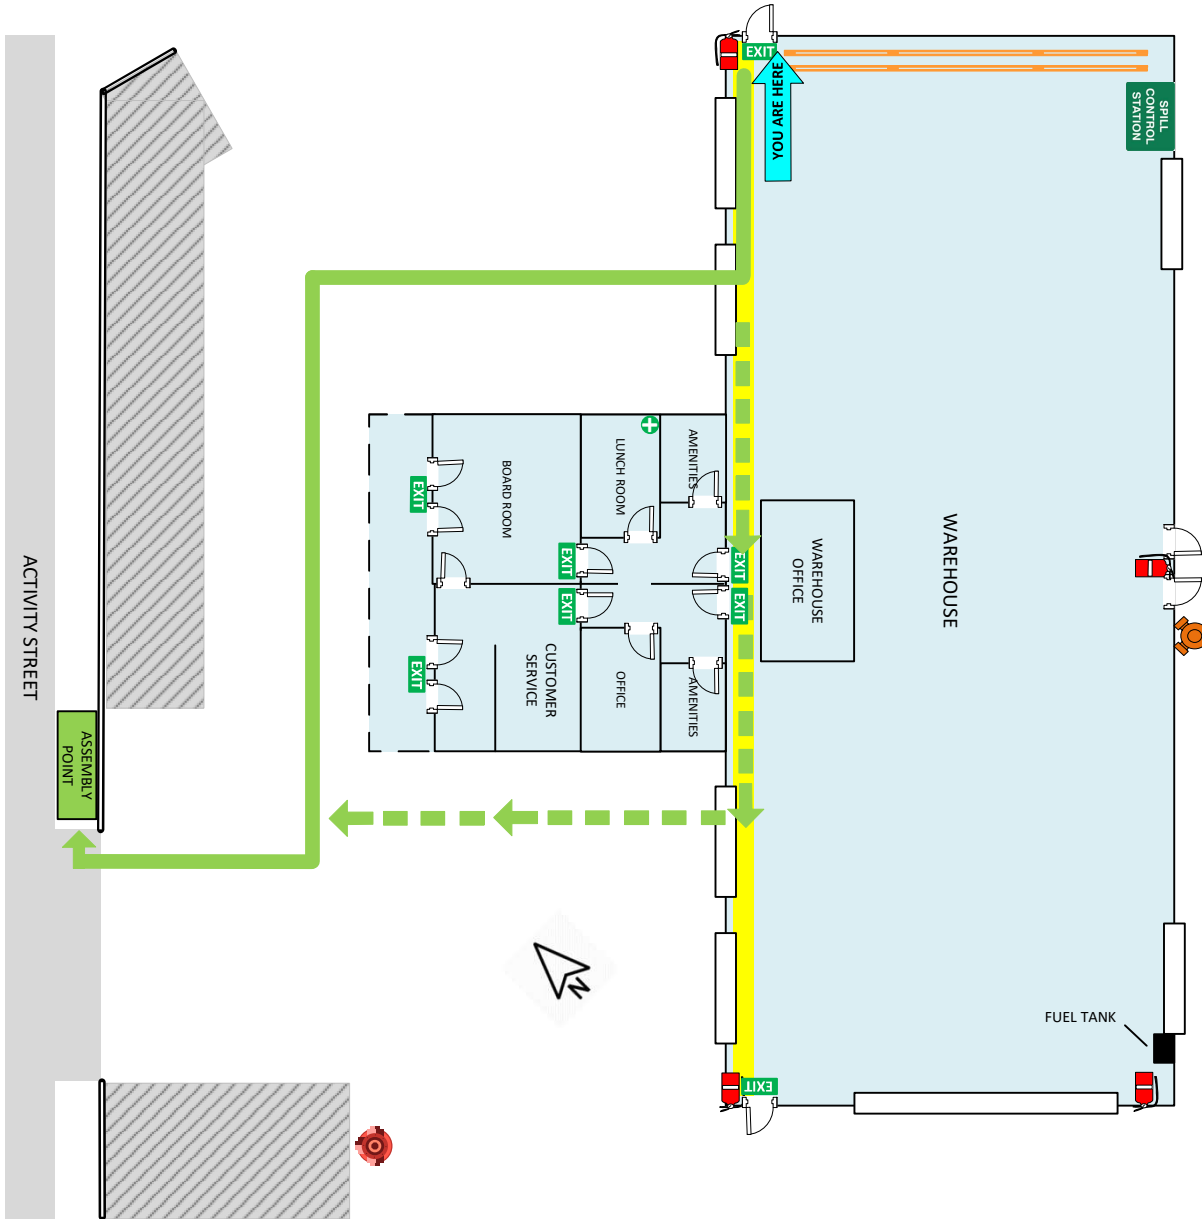 EXIT
YOU ARE HERE
SPILL
CONTROL
STATION
AMENITIES
LUNCH ROOM
BOARD ROOM
EXIT
EXIT
EXIT
EXIT
EXIT
EXIT
WAREHOUSE
OFFICE
WAREHOUSE
CUSTOMER
SERVICE
OFFICE
AMENITIES
ACTIVITY STREET
ASSEMBLY
POINT
N
FUEL TANK
EXIT